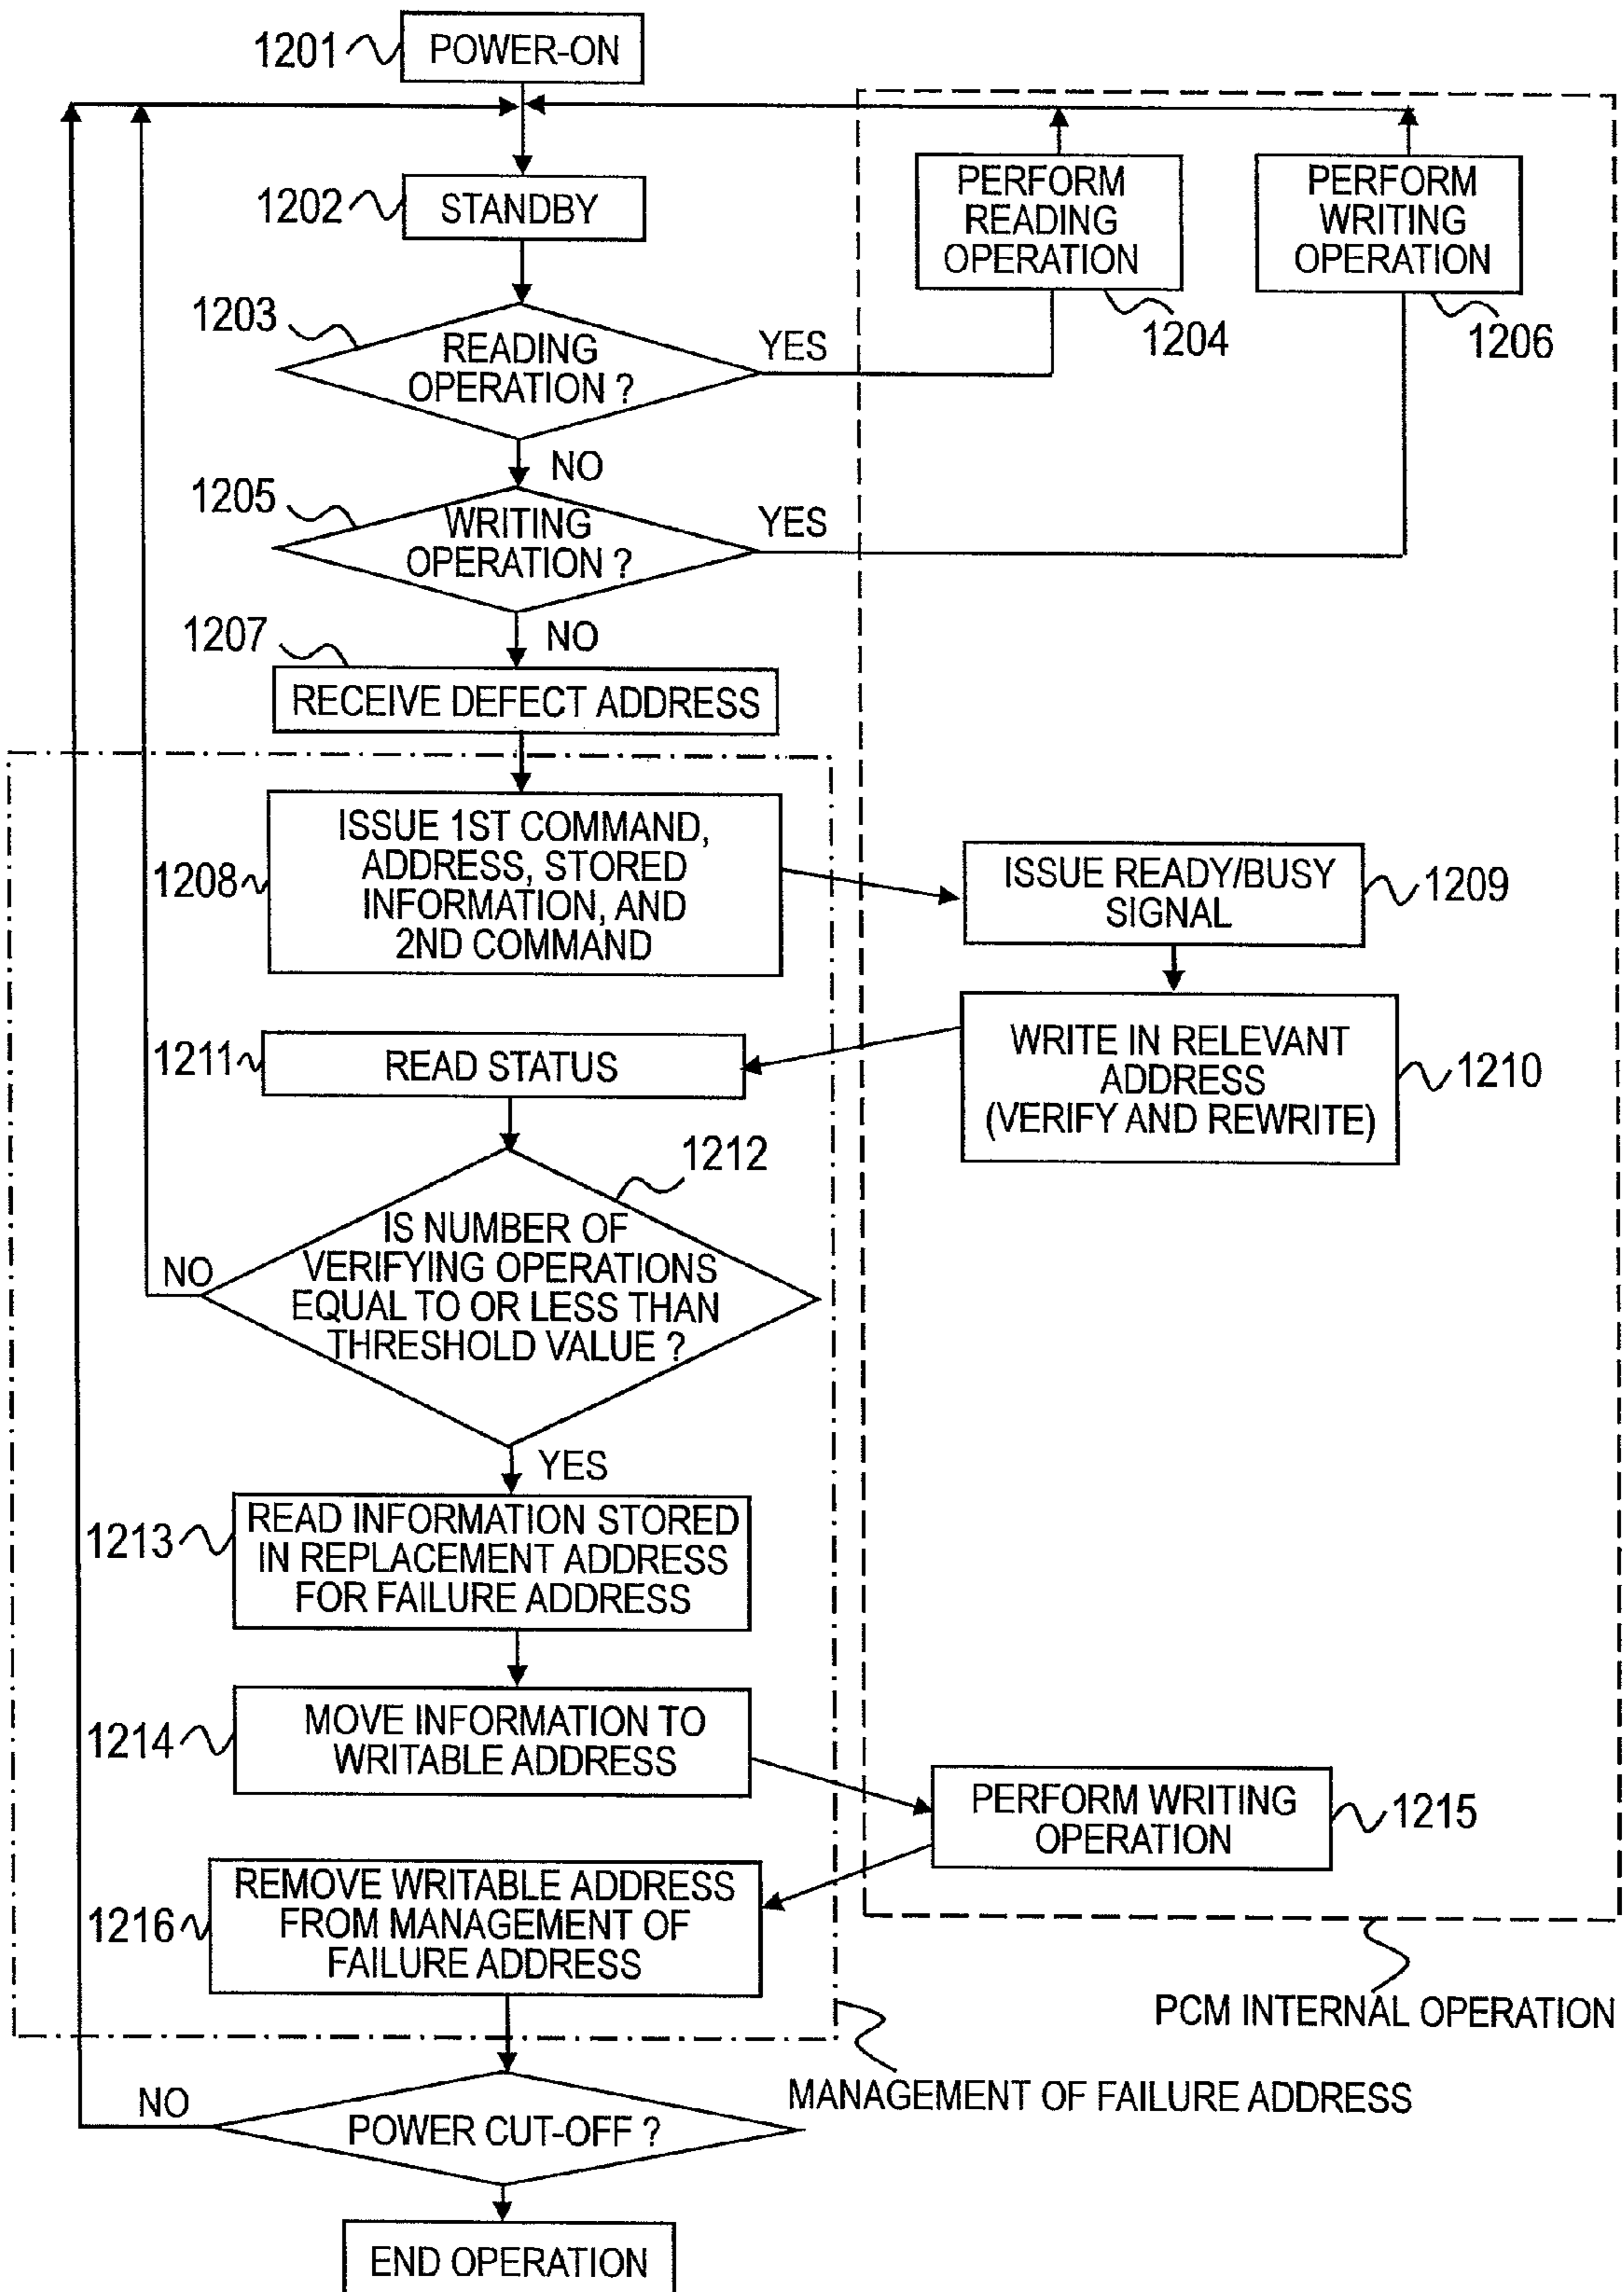 1201
POWER-ON
1202
STANDBY
PERFORM
READING
OPERATION
1204
PERFORM
WRITING
OPERATION
1206
1203
READING
OPERATION ?
YES
NO
1205
WRITING
OPERATION ?
YES
NO
1207
RECEIVE DEFECT ADDRESS
1208
ISSUE 1ST COMMAND,
ADDRESS, STORED
INFORMATION, AND
2ND COMMAND
ISSUE READY/BUSY
SIGNAL
1209
WRITE IN RELEVANT
ADDRESS
(VERIFY AND REWRITE)
1210
1211
READ STATUS
1212
IS NUMBER OF
VERIFYING OPERATIONS
EQUAL TO OR LESS THAN
THRESHOLD VALUE ?
NO
YES
1213
READ INFORMATION STORED
IN REPLACEMENT ADDRESS
FOR FAILURE ADDRESS
1214
MOVE INFORMATION TO
WRITABLE ADDRESS
PERFORM WRITING
OPERATION
1215
1216
REMOVE WRITABLE ADDRESS
FROM MANAGEMENT OF
FAILURE ADDRESS
PCM INTERNAL OPERATION
MANAGEMENT OF FAILURE ADDRESS
NO
POWER CUT-OFF ?
END OPERATION